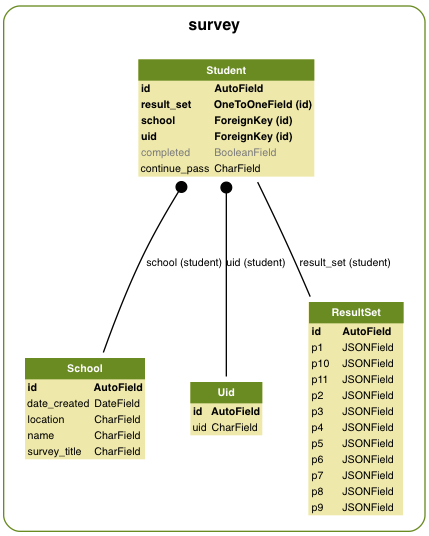 survey
Student
id AutoField
result_set OneToOneField (id)
school ForeignKey (id)
uid ForeignKey (id)
completed BooleanField
continue_pass CharField
school (student) uid (student) result_set (student)
School
id AutoField
date_created DateField
location CharField
name CharField
survey_title CharField
Uid
id AutoField
uid CharField
ResultSet
id AutoField
p1 JSONField
p10 JSONField
p11 JSONField
p2 JSONField
p3 JSONField
p4 JSONField
p5 JSONField
p6 JSONField
p7 JSONField
p8 JSONField
p9 JSONField